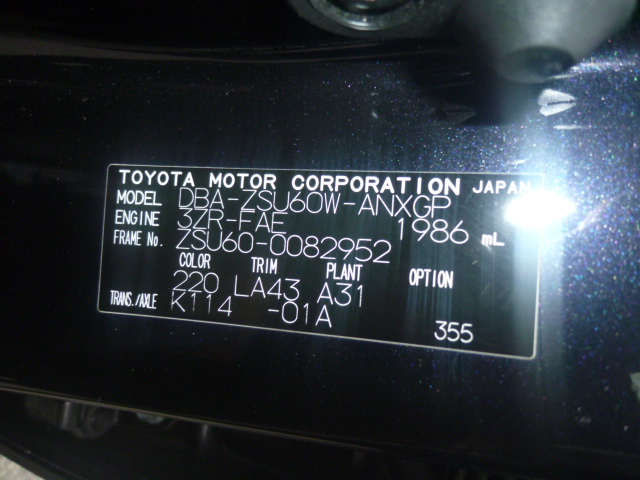 TOYOTA MOTOR CORPORATION JAPAN
MODEL DBA-ZSU60W-ANXGP
ENGINE 3ZR-FAE 1986 mL
FRAME No. ZSU60-0082952
COLOR TRIM PLANT OPTION
220 LA43 A31
TRANS./AXLE K114 -01A
355